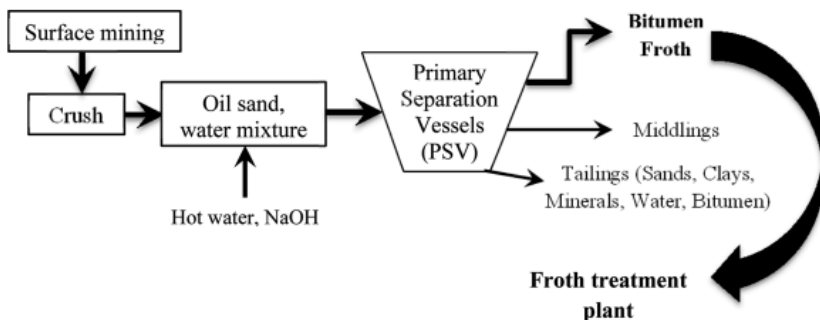 Surface mining
Crush
Oil sand,
water mixture
Hot water, NaOH
Primary
Separation
Vessels
(PSV)
Bitumen
Froth
Middlings
Tailings (Sands, Clays,
Minerals, Water, Bitumen)
Froth treatment
plant